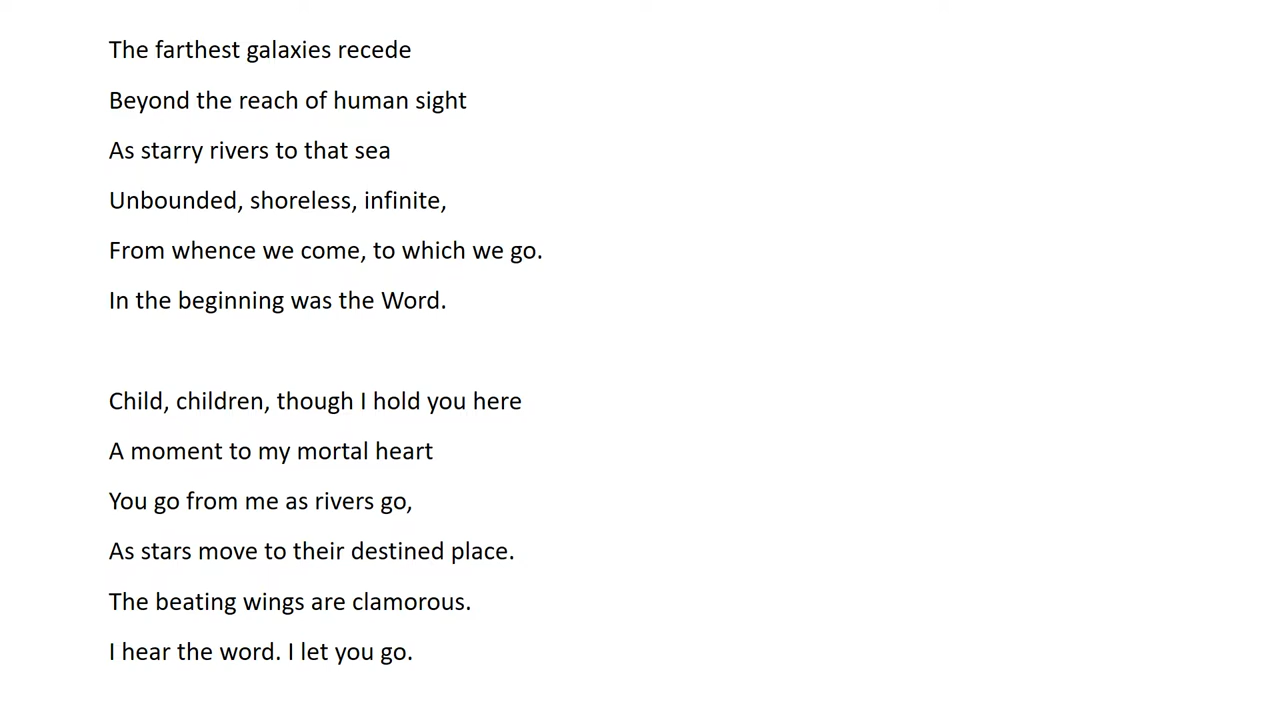 The farthest galaxies recede
Beyond the reach of human sight
As starry rivers to that sea
Unbounded, shoreless, infinite,
From whence we come, to which we go.
In the beginning was the Word.
Child, children, though I hold you here
A moment to my mortal heart
You go from me as rivers go,
As stars move to their destined place.
The beating wings are clamorous.
I hear the word. I let you go.